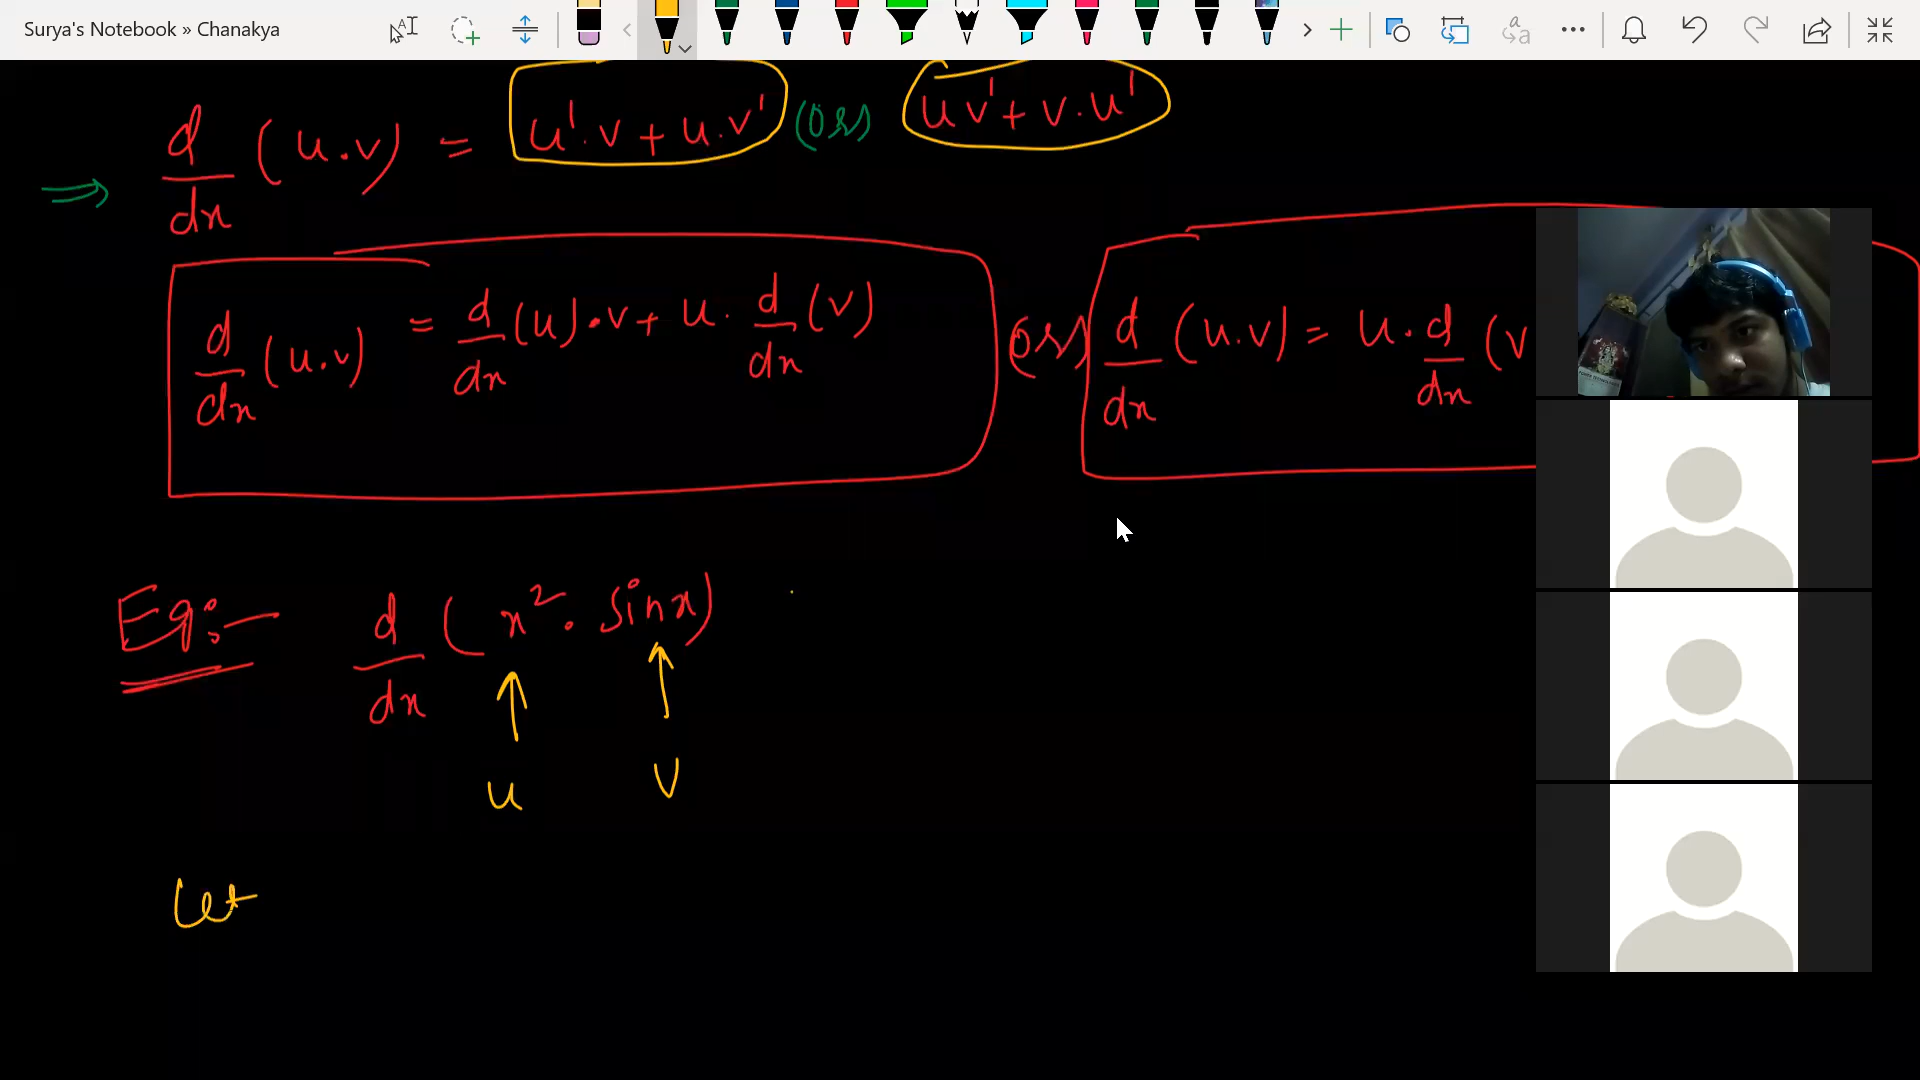 Surya's Notebook » Chanakya
d/dx (u.v) = u'.v + u.v' (or) uv' + v.u'
⇒
d/dx (u.v) = d/dx (u).v + u. d/dx (v) (or) d/dx (u.v) = u. d/dx (v
Eg:- d/dx (x². sinx)
u v
Let